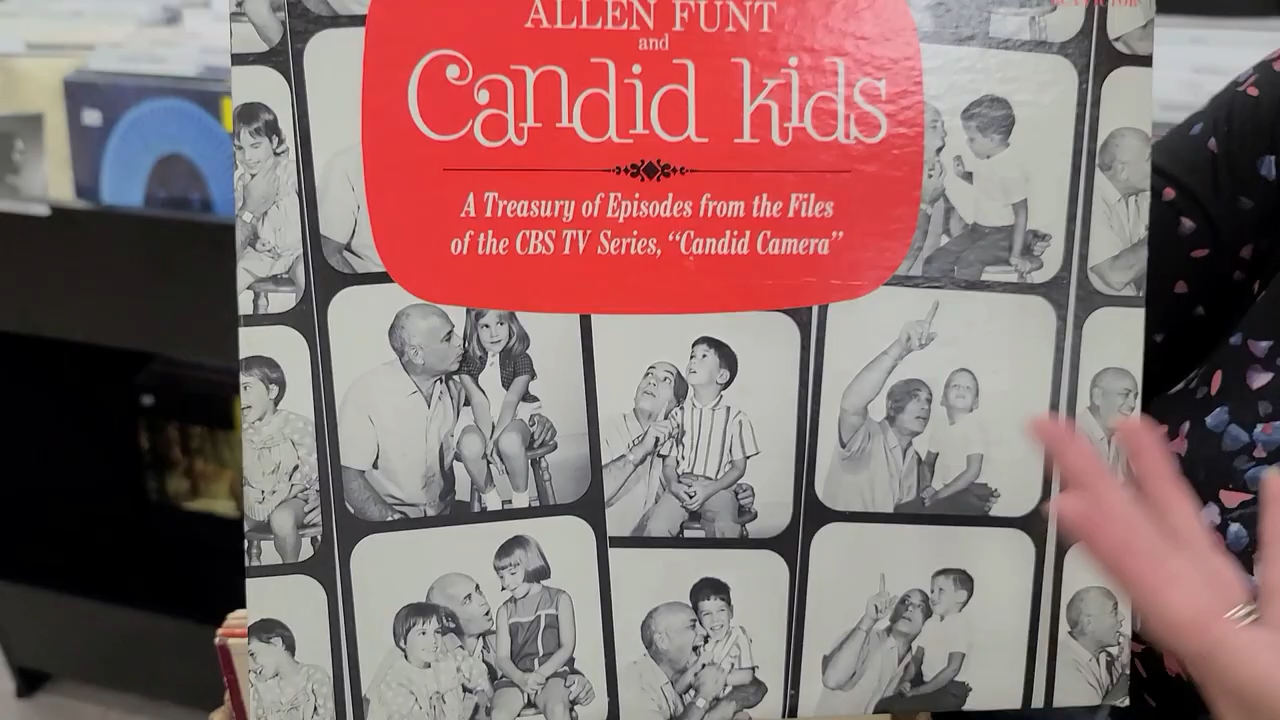 ALLEN FUNT
and
Candid kids
A Treasury of Episodes from the Files
of the CBS TV Series, “Candid Camera”